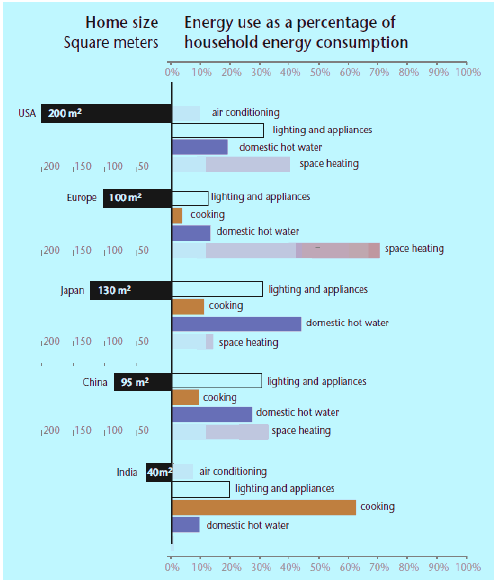 Home size
Square meters
Energy use as a percentage of
household energy consumption
0% 10% 20% 30% 40% 50% 60% 70% 80% 90% 100%
USA 200 m² air conditioning
lighting and appliances
domestic hot water
200 150 100 50 space heating
Europe 100 m² lighting and appliances
cooking
domestic hot water
200 150 100 50 space heating
Japan 130 m² lighting and appliances
cooking
domestic hot water
200 150 100 50 space heating
China 95 m² lighting and appliances
cooking
domestic hot water
200 150 100 50 space heating
India 40m² air conditioning
lighting and appliances
cooking
domestic hot water
0% 10% 20% 30% 40% 50% 60% 70% 80% 90% 100%